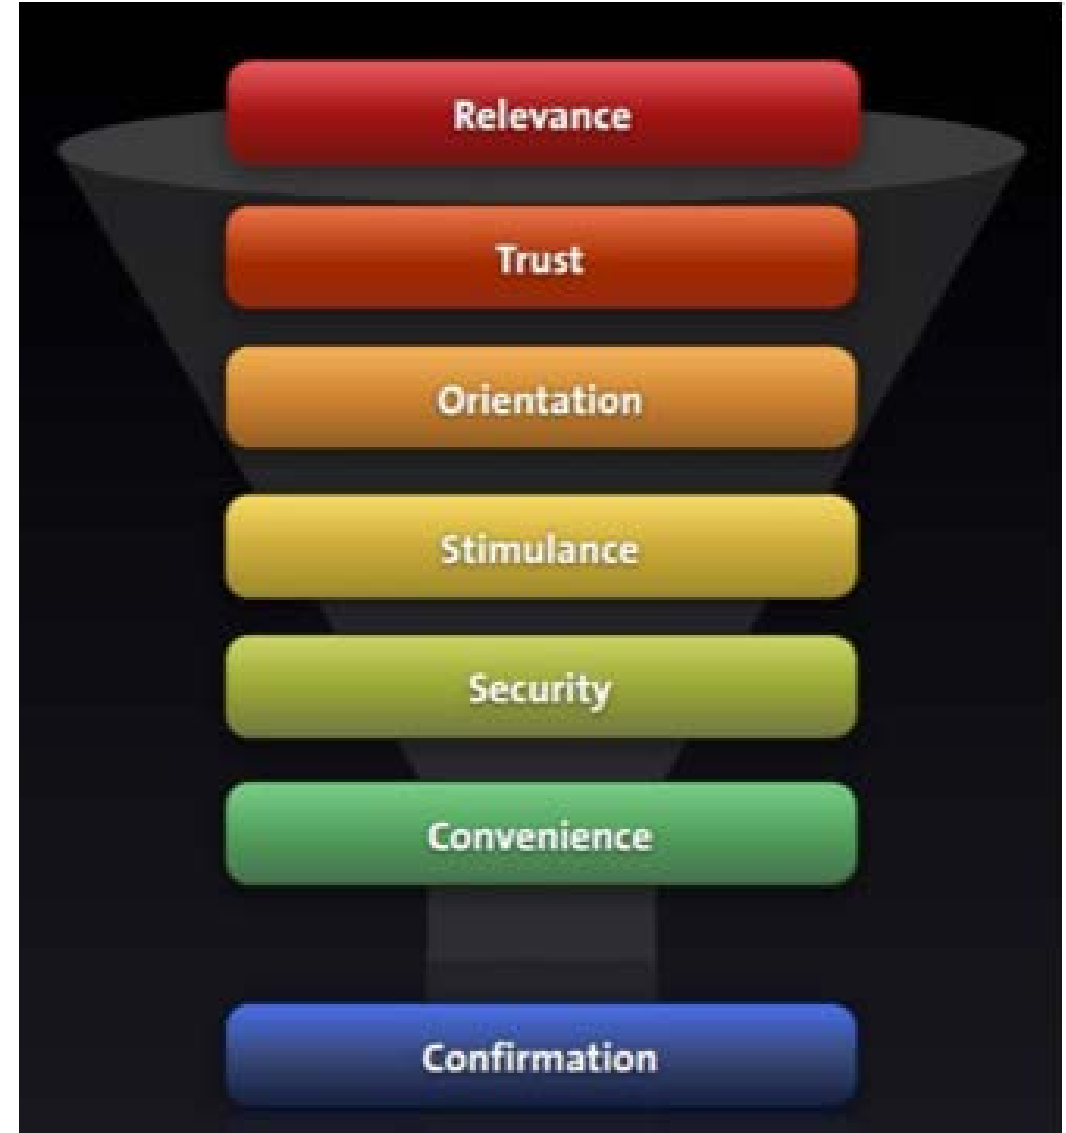 Relevance
Trust
Orientation
Stimulance
Security
Convenience
Confirmation